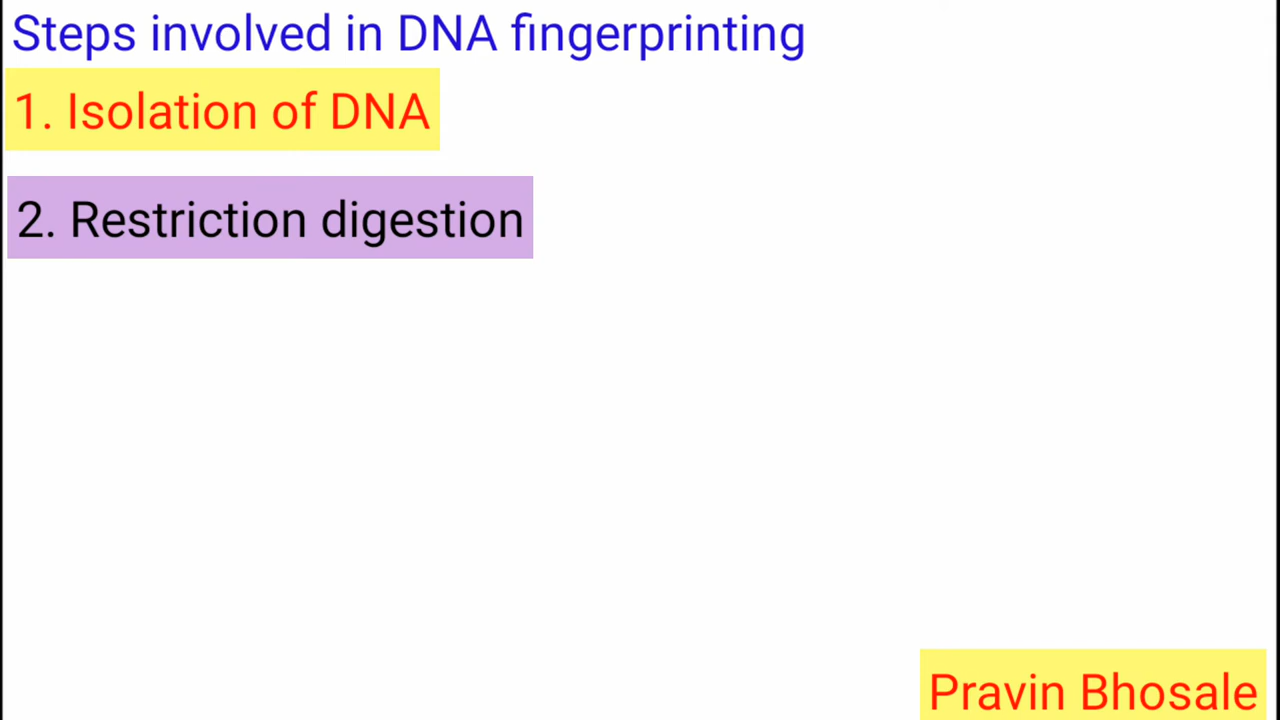 Steps involved in DNA fingerprinting
1. Isolation of DNA
2. Restriction digestion
Pravin Bhosale